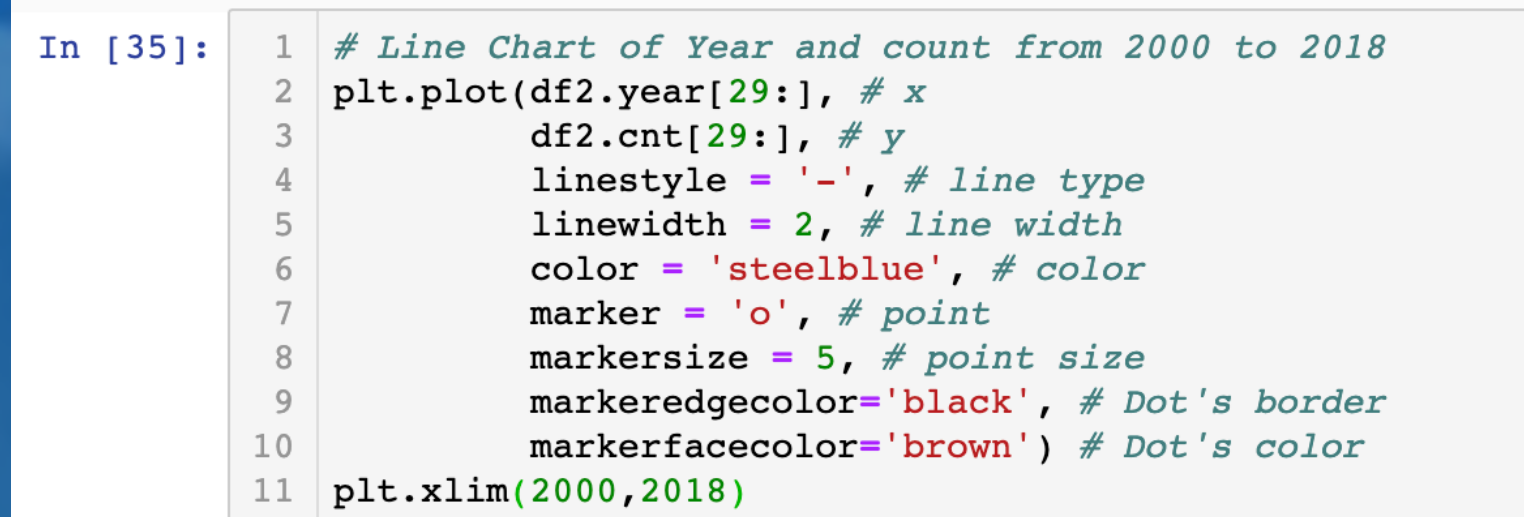 In [35]:
1 # Line Chart of Year and count from 2000 to 2018
2 plt.plot(df2.year[29:], # x
3 df2.cnt[29:], # y
4 linestyle = '-', # line type
5 linewidth = 2, # line width
6 color = 'steelblue', # color
7 marker = 'o', # point
8 markersize = 5, # point size
9 markeredgecolor='black', # Dot's border
10 markerfacecolor='brown') # Dot's color
11 plt.xlim(2000,2018)